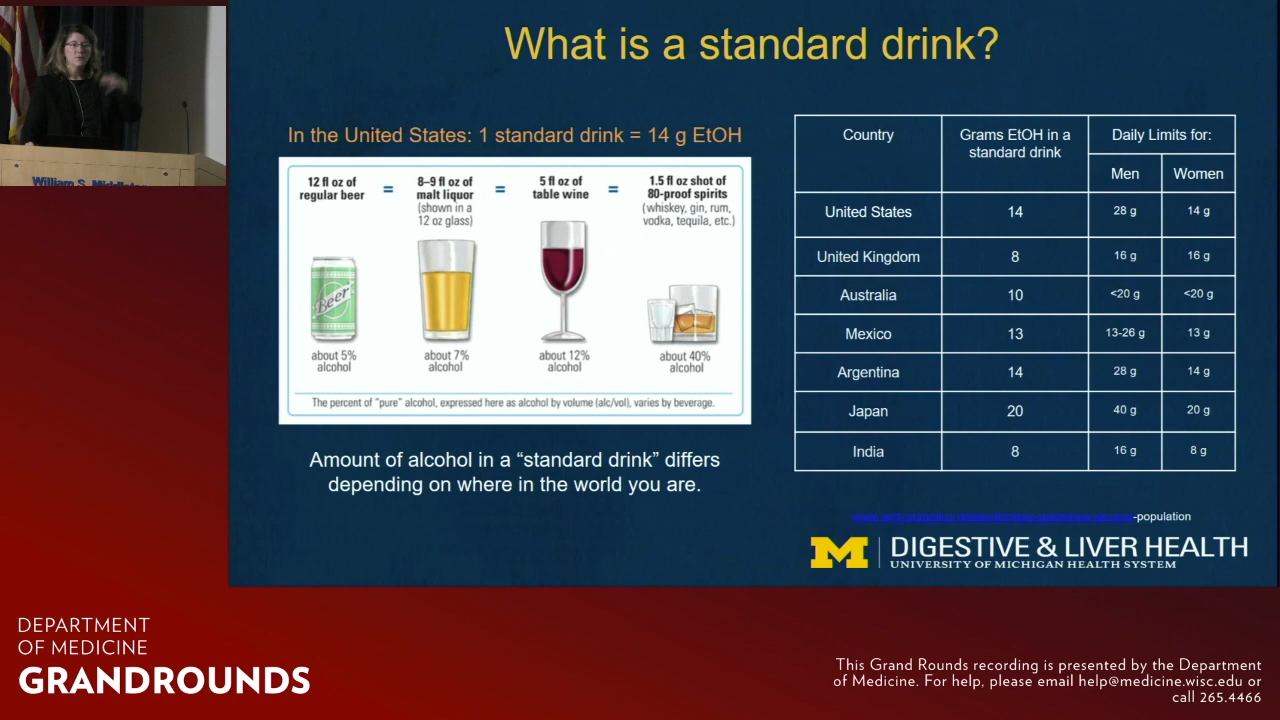 What is a standard drink?
In the United States: 1 standard drink = 14 g EtOH
12 fl oz of
regular beer
=
8–9 fl oz of
malt liquor
(shown in a
12 oz glass)
=
5 fl oz of
table wine
=
1.5 fl oz shot of
80-proof spirits
(whiskey, gin, rum,
vodka, tequila, etc.)
Beer
about 5%
alcohol
about 7%
alcohol
about 12%
alcohol
about 40%
alcohol
The percent of "pure" alcohol, expressed here as alcohol by volume (alc/vol), varies by beverage.
Amount of alcohol in a “standard drink” differs
depending on where in the world you are.
Country
Grams EtOH in a
standard drink
Daily Limits for:
Men Women
United States 14 28 g 14 g
United Kingdom 8 16 g 16 g
Australia 10 <20 g <20 g
Mexico 13 13-26 g 13 g
Argentina 14 28 g 14 g
Japan 20 40 g 20 g
India 8 16 g 8 g
-population
M DIGESTIVE & LIVER HEALTH
UNIVERSITY OF MICHIGAN HEALTH SYSTEM
William S.
DEPARTMENT
OF MEDICINE
GRANDROUNDS
This Grand Rounds recording is presented by the Department
of Medicine. For help, please email help@medicine.wisc.edu or
call 265.4466